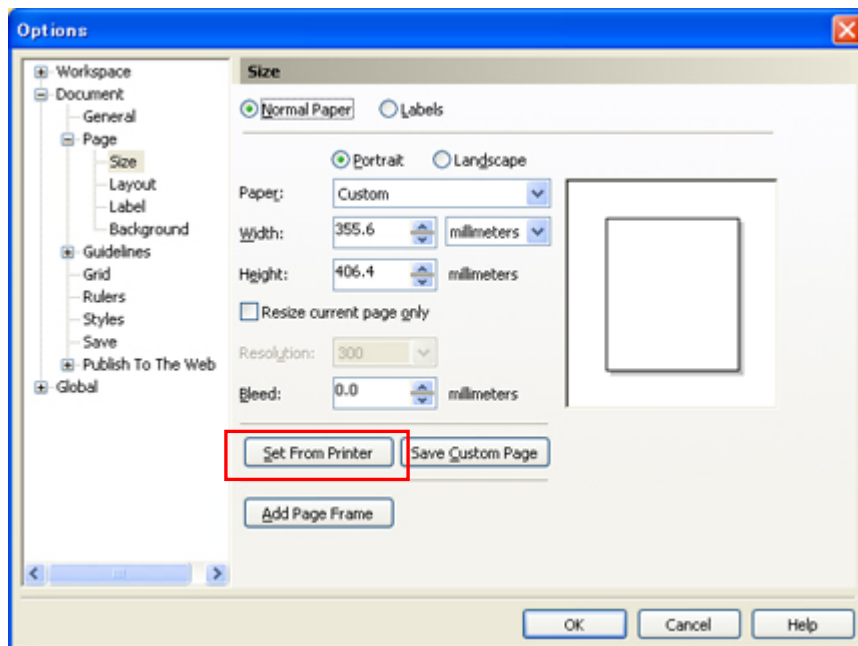 Options
Workspace
Document
General
Page
Size
Layout
Label
Background
Guidelines
Grid
Rulers
Styles
Save
Publish To The Web
Global
Size
Normal Paper Labels
Portrait Landscape
Paper: Custom
Width: 355.6 millimeters
Height: 406.4 millimeters
Resize current page only
Resolution: 300
Bleed: 0.0 millimeters
Set From Printer Save Custom Page
Add Page Frame
OK Cancel Help